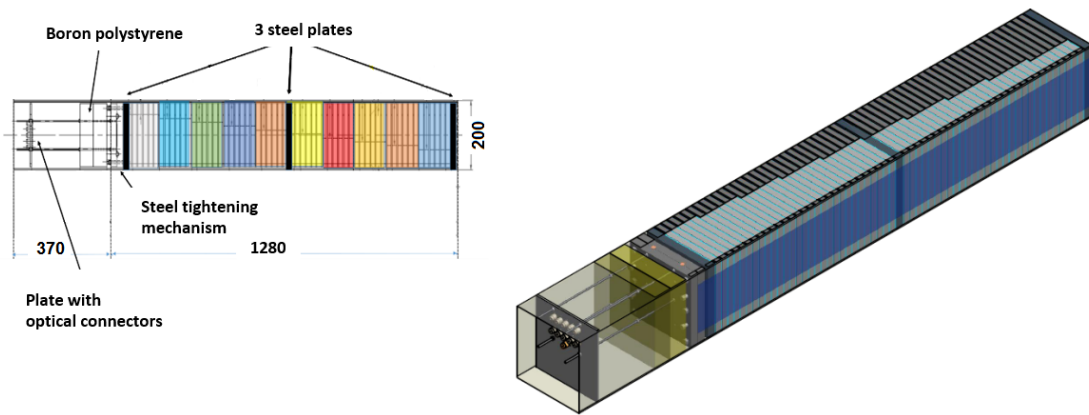 Boron polystyrene
3 steel plates
200
Steel tightening
mechanism
370
1280
Plate with
optical connectors